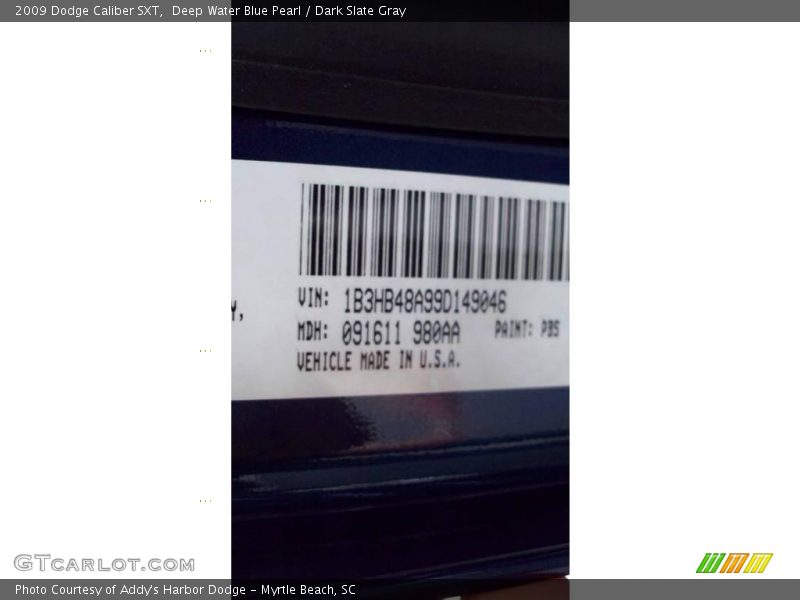 2009 Dodge Caliber SXT, Deep Water Blue Pearl / Dark Slate Gray
Y,
VIN: 1B3HB48A99D149046
MDH: 091611 980AA PAINT: PBS
VEHICLE MADE IN U.S.A.
GTCARLOT.COM
Photo Courtesy of Addy's Harbor Dodge - Myrtle Beach, SC